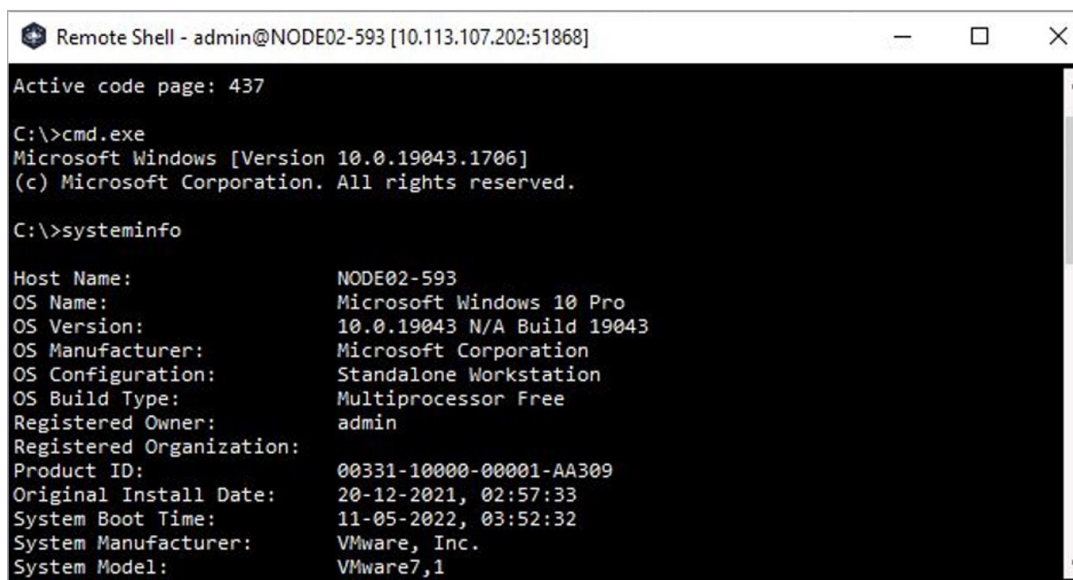 Remote Shell - admin@NODE02-593 [10.113.107.202:51868]
Active code page: 437
C:\>cmd.exe
Microsoft Windows [Version 10.0.19043.1706]
(c) Microsoft Corporation. All rights reserved.
C:\>systeminfo
Host Name: NODE02-593
OS Name: Microsoft Windows 10 Pro
OS Version: 10.0.19043 N/A Build 19043
OS Manufacturer: Microsoft Corporation
OS Configuration: Standalone Workstation
OS Build Type: Multiprocessor Free
Registered Owner: admin
Registered Organization:
Product ID: 00331-10000-00001-AA309
Original Install Date: 20-12-2021, 02:57:33
System Boot Time: 11-05-2022, 03:52:32
System Manufacturer: VMware, Inc.
System Model: VMware7,1